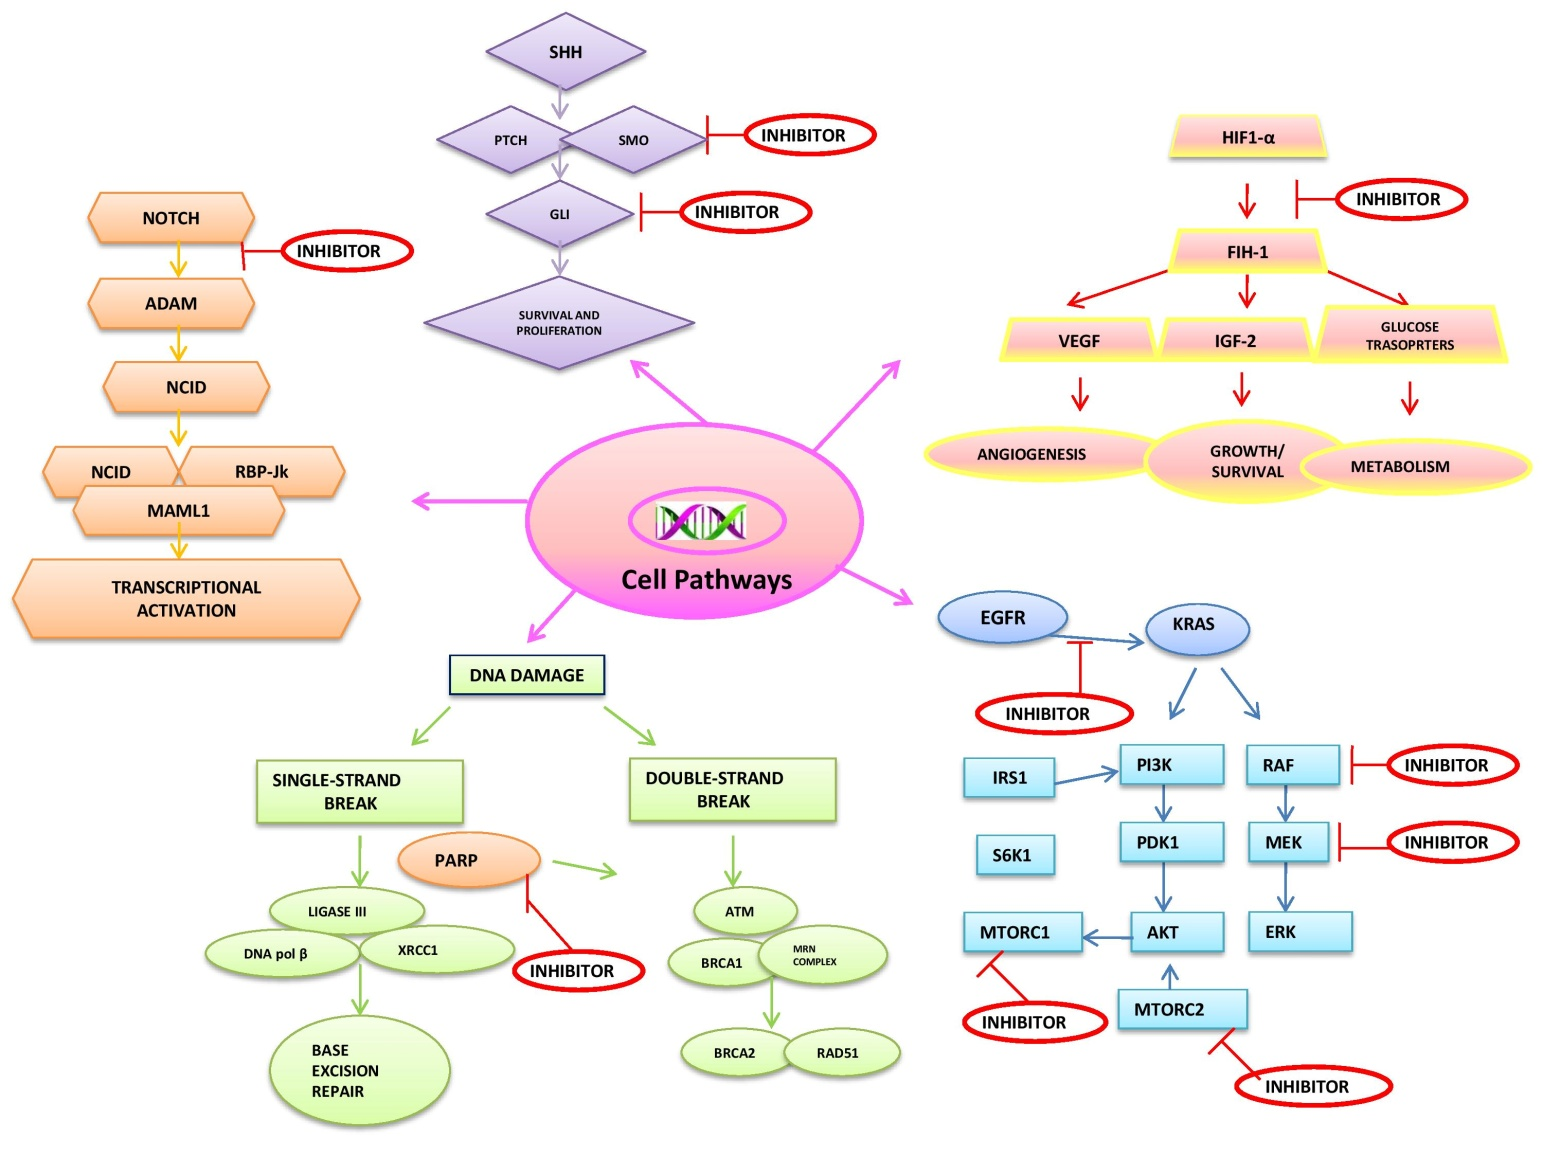 SHH
PTCH
SMO
INHIBITOR
GLI
INHIBITOR
SURVIVAL AND
PROLIFERATION
NOTCH
INHIBITOR
ADAM
NCID
NCID
RBP-Jk
MAML1
TRANSCRIPTIONAL
ACTIVATION
HIF1-α
INHIBITOR
FIH-1
VEGF
IGF-2
GLUCOSE
TRASOPRTERS
ANGIOGENESIS
GROWTH/
SURVIVAL
METABOLISM
Cell Pathways
DNA DAMAGE
SINGLE-STRAND
BREAK
DOUBLE-STRAND
BREAK
PARP
LIGASE III
DNA pol β
XRCC1
INHIBITOR
BASE
EXCISION
REPAIR
ATM
BRCA1
MRN
COMPLEX
BRCA2
RAD51
EGFR
KRAS
INHIBITOR
IRS1
PI3K
RAF
INHIBITOR
S6K1
PDK1
MEK
INHIBITOR
MTORC1
AKT
ERK
INHIBITOR
MTORC2
INHIBITOR